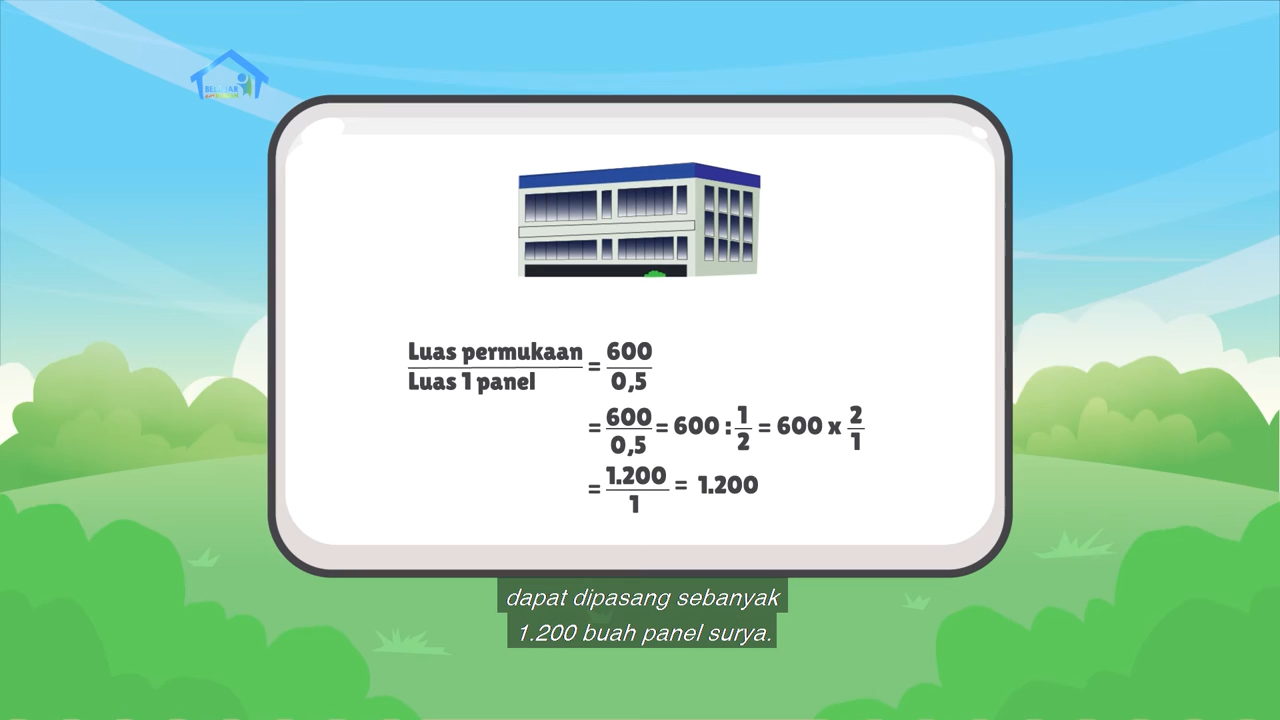 BELAJAR
Luas permukaan / Luas 1 panel = 600 / 0,5
= 600 / 0,5 = 600 : 1 / 2 = 600 x 2 / 1
= 1.200 / 1 = 1.200
dapat dipasang sebanyak
1.200 buah panel surya.